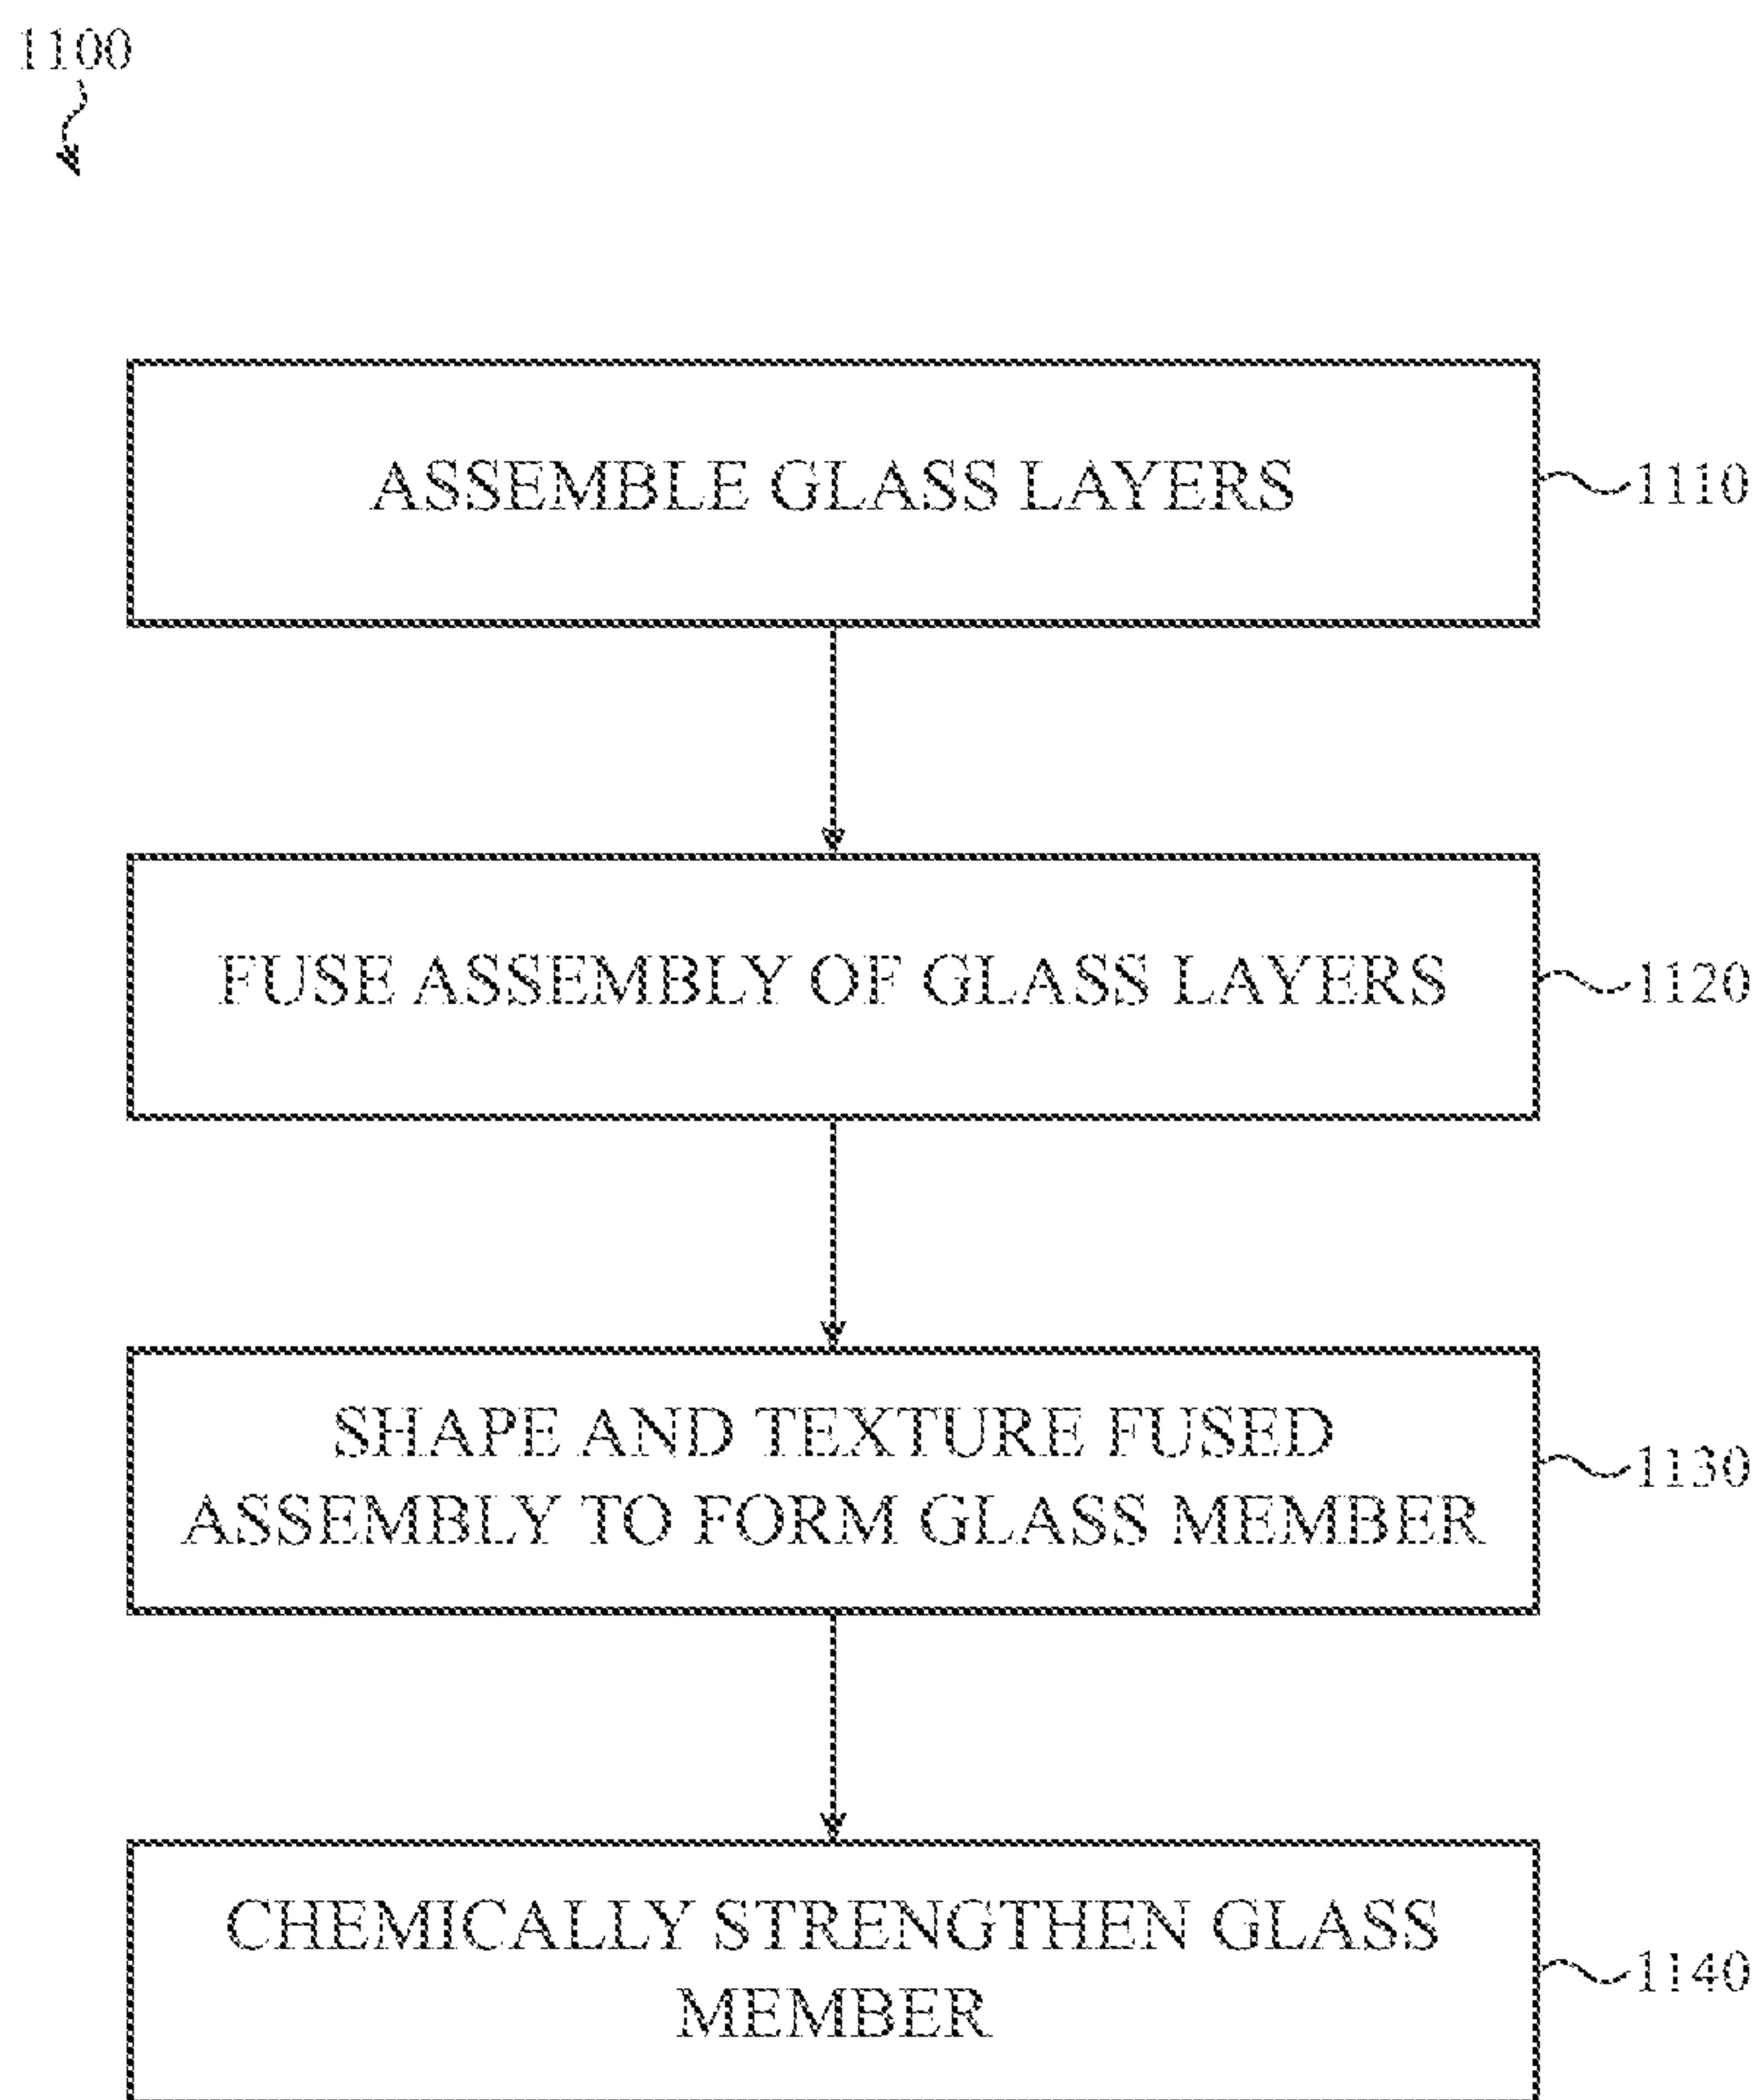 1100
ASSEMBLE GLASS LAYERS
1110
FUSE ASSEMBLY OF GLASS LAYERS
1120
SHAPE AND TEXTURE FUSED
ASSEMBLY TO FORM GLASS MEMBER
1130
CHEMICALLY STRENGTHEN GLASS
MEMBER
1140